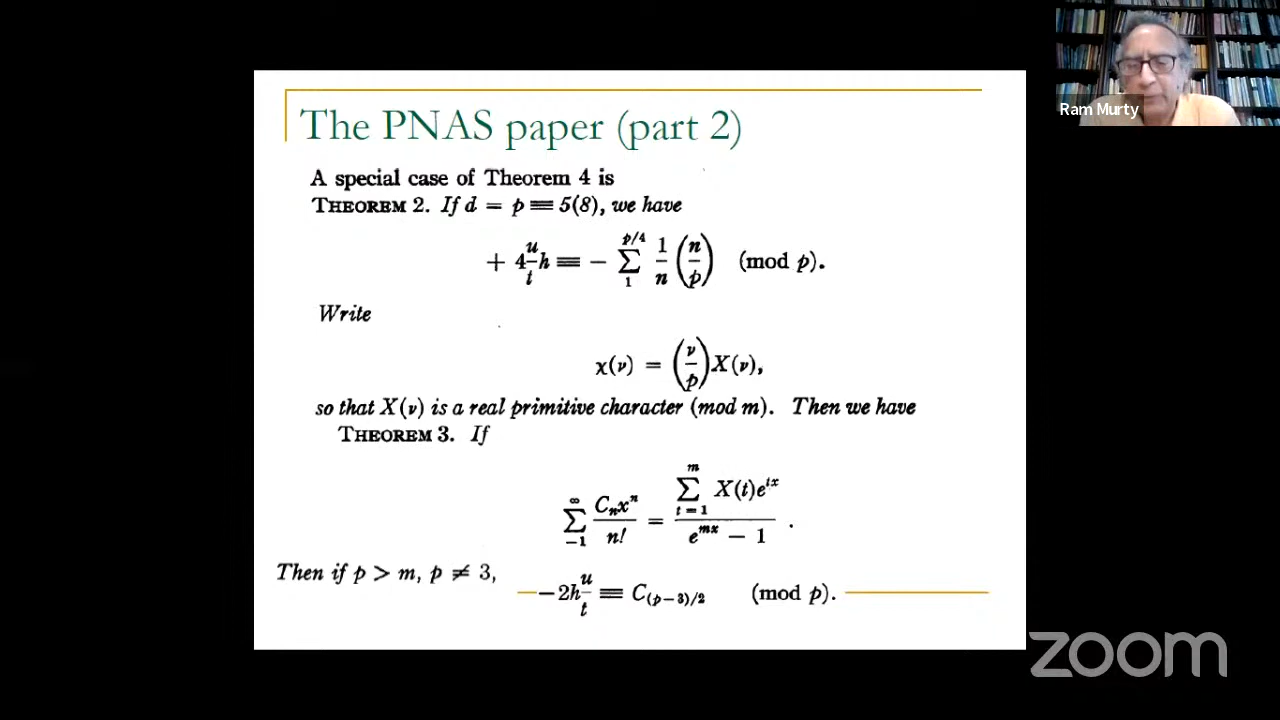 The PNAS paper (part 2)
Ram Murty
A special case of Theorem 4 is
THEOREM 2. If d = p ≡ 5(8), we have
+ 4 u/t h ≡ − ∑_{1}^{p/4} 1/n (n/p) (mod p).
Write
χ(ν) = (ν/p) X(ν),
so that X(ν) is a real primitive character (mod m). Then we have
THEOREM 3. If
∑_{−1}^{∞} C_n x^n / n! = ∑_{t=1}^{m} X(t)e^{tx} / e^{mx} − 1 .
Then if p > m, p ≠ 3,
−2h u/t ≡ C_{(p−3)/2} (mod p).
zoom